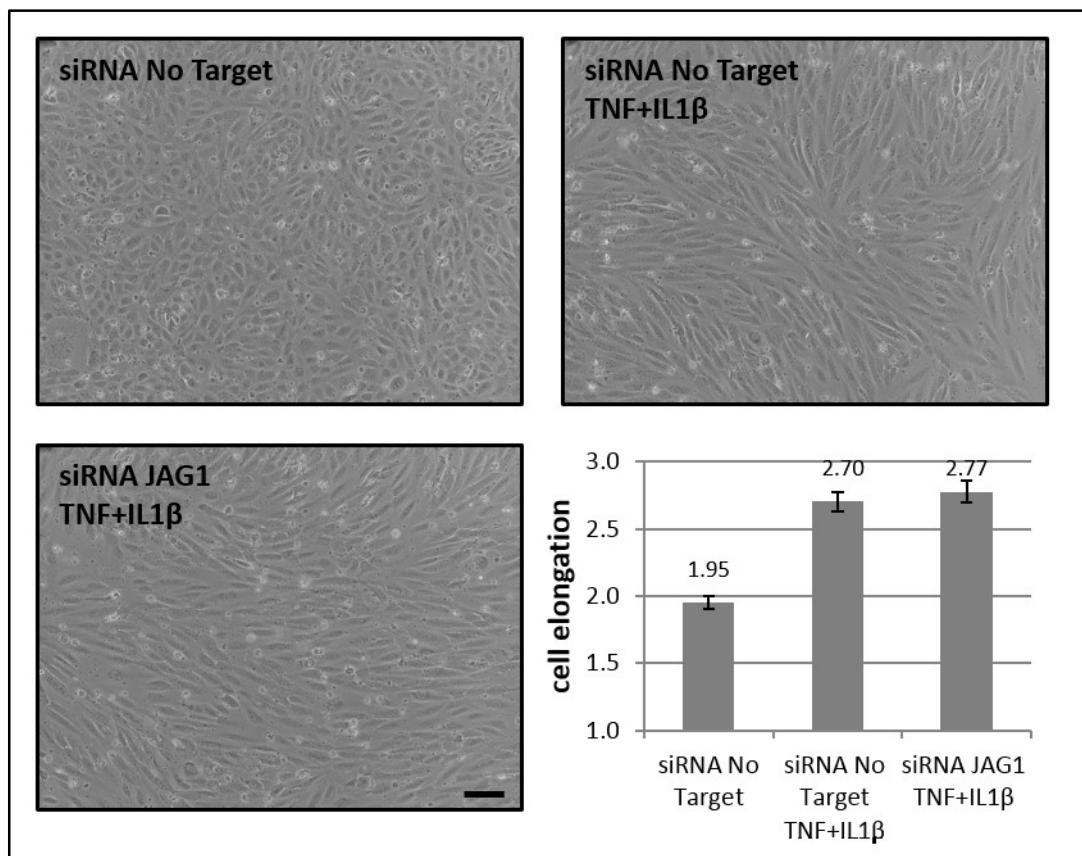 siRNA No Target
siRNA No Target
TNF+IL1β
siRNA JAG1
TNF+IL1β
cell elongation
3.0
2.5
2.0
1.5
1.0
1.95
2.70
2.77
siRNA No
Target
siRNA No
Target
TNF+IL1β
siRNA JAG1
TNF+IL1β